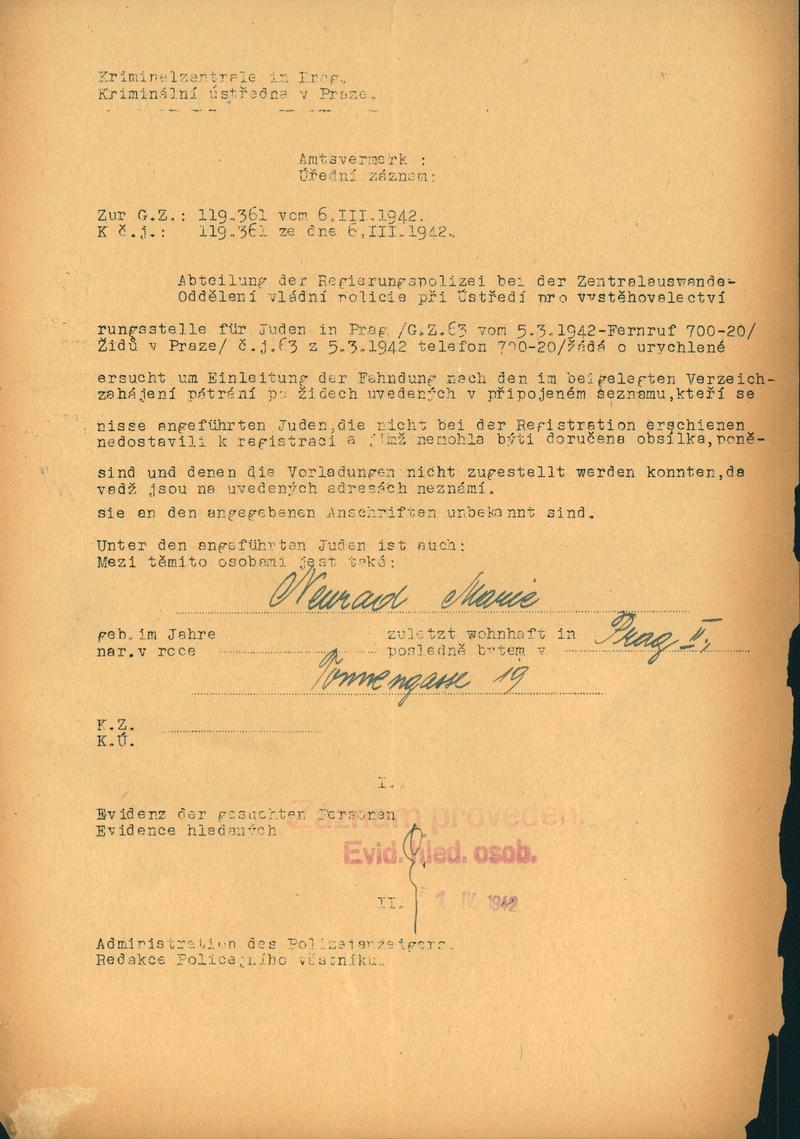 Kriminalzentrale in Prag.
Kriminální ústředna v Praze.
Amtsvermerk :
Úřední záznam:
Zur G.Z.: 119.361 vom 6.III.1942.
K č.j.: 119.361 ze dne 6.III.1942.
Abteilung der Regierungspolizei bei der Zentralauswande-
Oddělení vládní policie při Ústředí pro vystěhovalectví
rungsstelle für Juden in Prag /G.Z.63 vom 5.3.1942-Fernruf 700-20/
Židů v Praze/ č.j.63 z 5.3.1942 telefon 700-20/žádá o urychlené
ersucht um Einleitung der Fahndung nach den im beigelegten Verzeich-
zahájení pátrání po židech uvedených v připojeném seznamu,kteří se
nisse angeführten Juden,die nicht bei der Registration erschienen
nedostavili k registraci a jimž nemohla býti doručena obsílka,poně-
sind und denen die Vorladungen nicht zugestellt werden konnten,da
vadž jsou na uvedených adresách neznámí.
sie an den angegebenen Anschriften unbekannt sind.
Unter den angeführten Juden ist auch:
Mezi těmito osobami jest také:
Neurad Marie
geb.im Jahre zuletzt wohnhaft in Prag II,
nar.v roce posledně bytem v
Tonnengasse 19
K.Z.
K.Ú.
I.
Evidenz der gesuchten Personen
Evidence hledaných
Záznam proveden.
Evid. hled. osob.
II. 1 IV 1942
Administration des Polizeianzeigers.
Redakce Policejního věstníku.